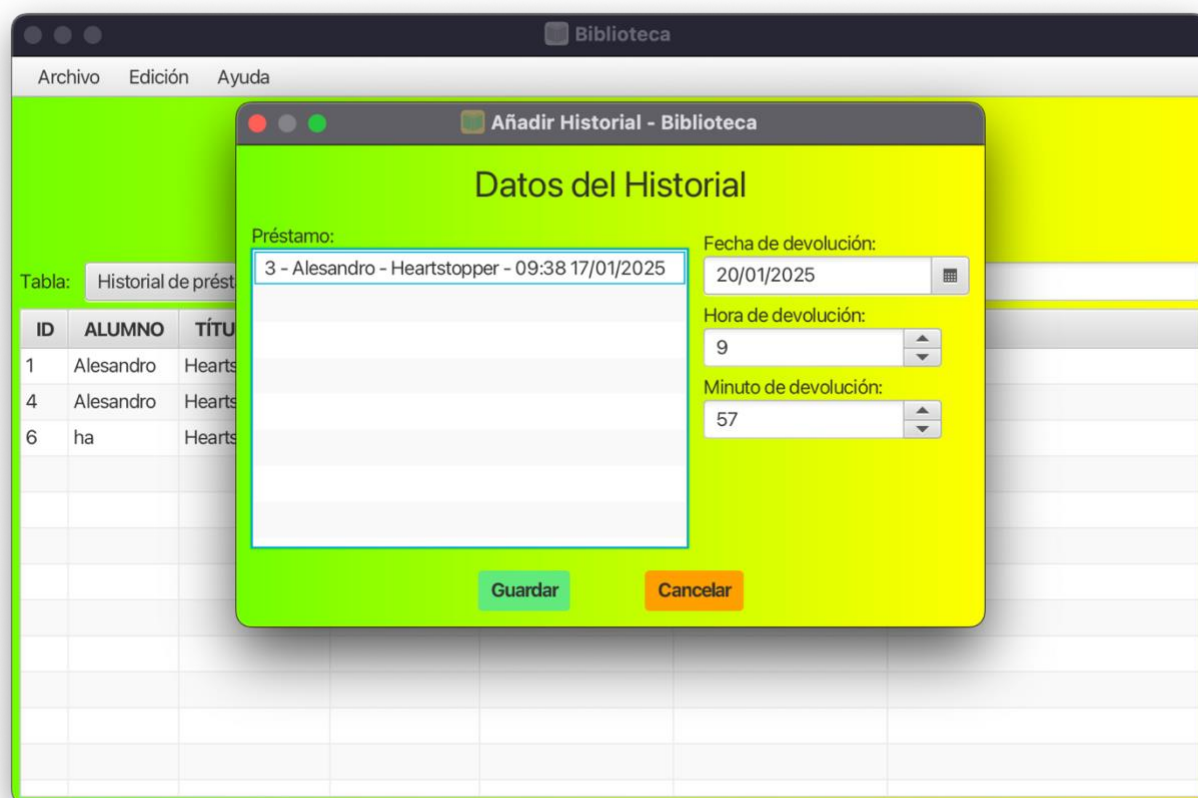 Biblioteca
Archivo Edición Ayuda
Añadir Historial - Biblioteca
Datos del Historial
Préstamo:
3 - Alesandro - Heartstopper - 09:38 17/01/2025
Fecha de devolución:
20/01/2025
Hora de devolución:
9
Minuto de devolución:
57
Guardar Cancelar
Tabla: Historial de prést
ID ALUMNO TÍTU
1 Alesandro Hearts
4 Alesandro Hearts
6 ha Hearts